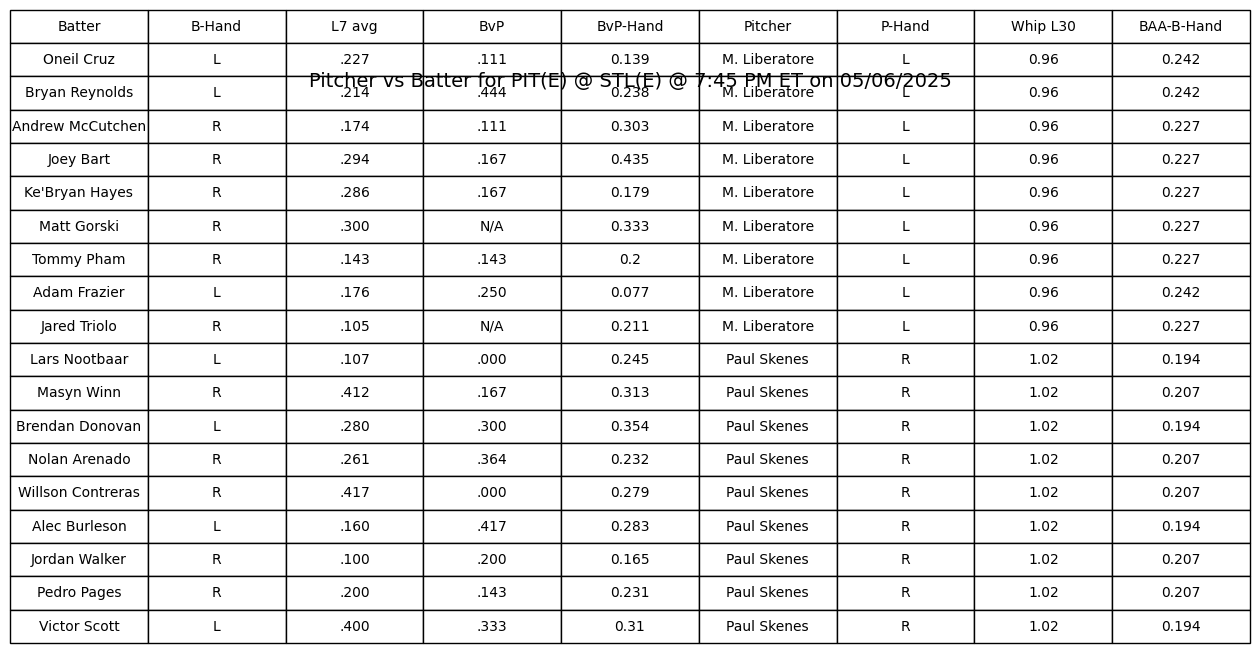 Batter B-Hand L7 avg BvP BvP-Hand Pitcher P-Hand Whip L30 BAA-B-Hand
Oneil Cruz L .227 .111 0.139 M. Liberatore L 0.96 0.242
Pitcher vs Batter for PIT(E) @ STL(E) @ 7:45 PM ET on 05/06/2025
Bryan Reynolds L .214 .444 0.238 M. Liberatore L 0.96 0.242
Andrew McCutchen R .174 .111 0.303 M. Liberatore L 0.96 0.227
Joey Bart R .294 .167 0.435 M. Liberatore L 0.96 0.227
Ke'Bryan Hayes R .286 .167 0.179 M. Liberatore L 0.96 0.227
Matt Gorski R .300 N/A 0.333 M. Liberatore L 0.96 0.227
Tommy Pham R .143 .143 0.2 M. Liberatore L 0.96 0.227
Adam Frazier L .176 .250 0.077 M. Liberatore L 0.96 0.242
Jared Triolo R .105 N/A 0.211 M. Liberatore L 0.96 0.227
Lars Nootbaar L .107 .000 0.245 Paul Skenes R 1.02 0.194
Masyn Winn R .412 .167 0.313 Paul Skenes R 1.02 0.207
Brendan Donovan L .280 .300 0.354 Paul Skenes R 1.02 0.194
Nolan Arenado R .261 .364 0.232 Paul Skenes R 1.02 0.207
Willson Contreras R .417 .000 0.279 Paul Skenes R 1.02 0.207
Alec Burleson L .160 .417 0.283 Paul Skenes R 1.02 0.194
Jordan Walker R .100 .200 0.165 Paul Skenes R 1.02 0.207
Pedro Pages R .200 .143 0.231 Paul Skenes R 1.02 0.207
Victor Scott L .400 .333 0.31 Paul Skenes R 1.02 0.194